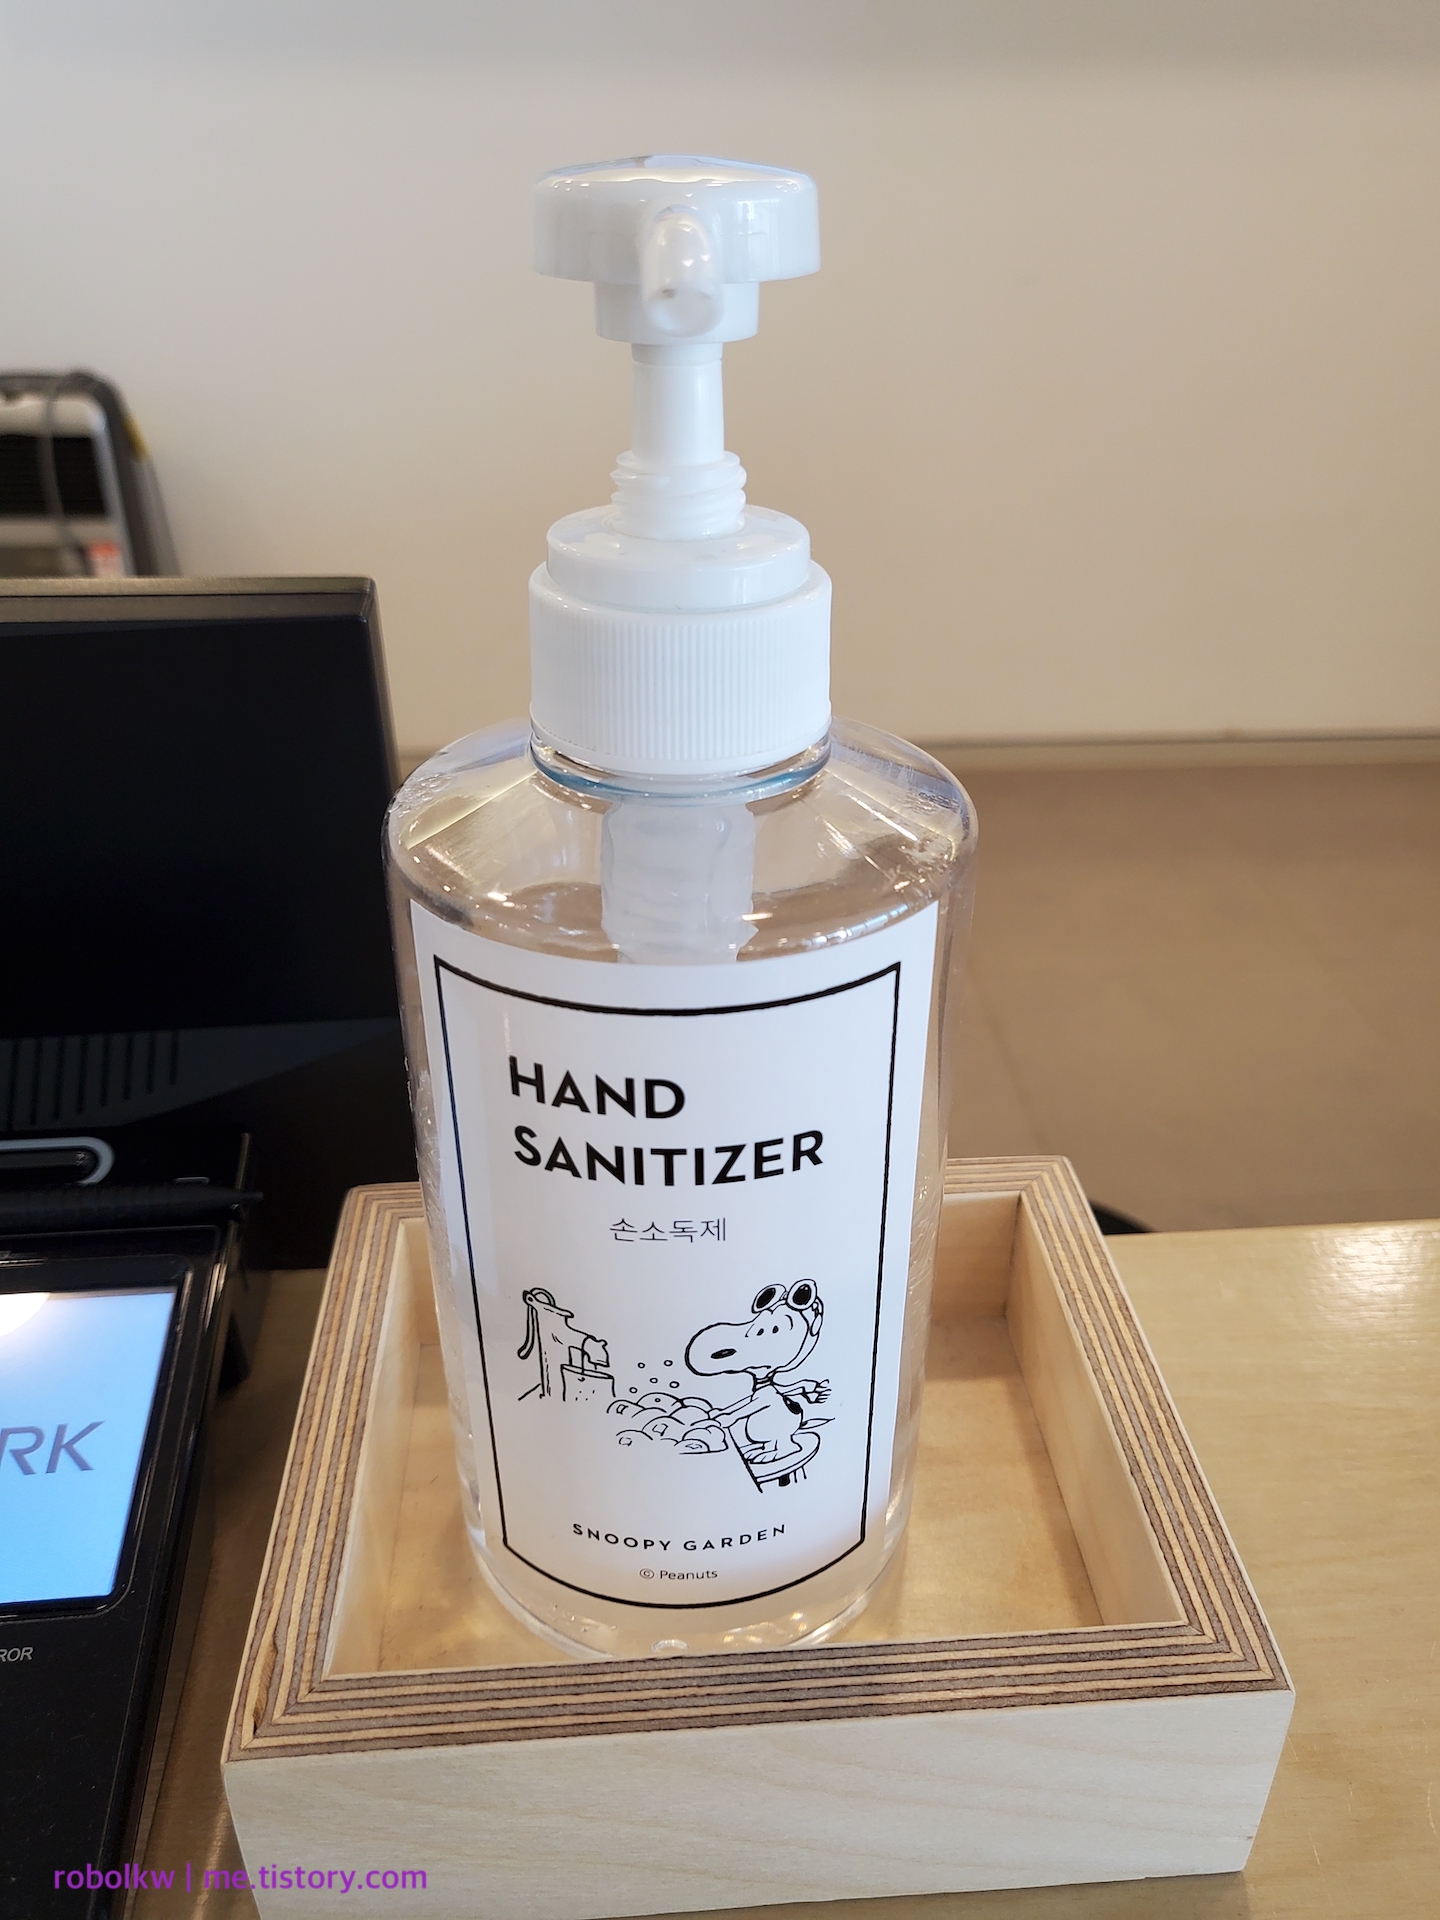 HAND
SANITIZER
손소독제
SNOOPY GARDEN
© Peanuts
RK
ROR
robolkw | me.tistory.com